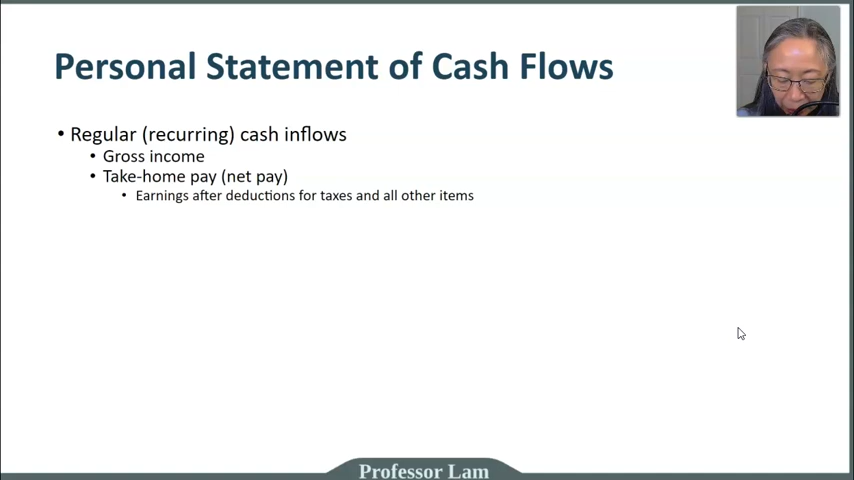 Personal Statement of Cash Flows
• Regular (recurring) cash inflows
• Gross income
• Take-home pay (net pay)
• Earnings after deductions for taxes and all other items
Professor Lam